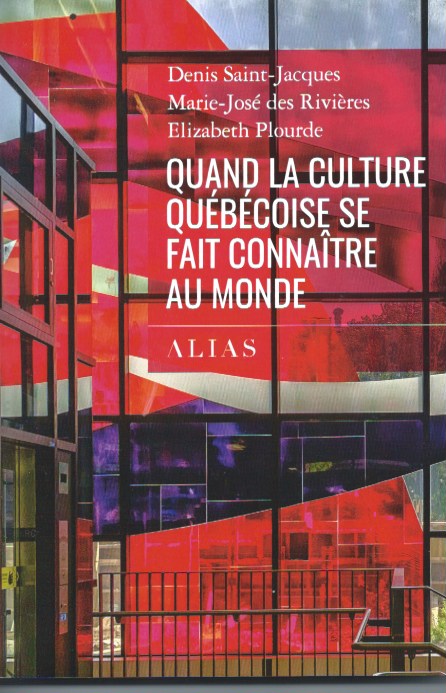 Denis Saint-Jacques
Marie-José des Rivières
Elizabeth Plourde
QUAND LA CULTURE
QUÉBÉCOISE SE
FAIT CONNAÎTRE
AU MONDE
ALIAS